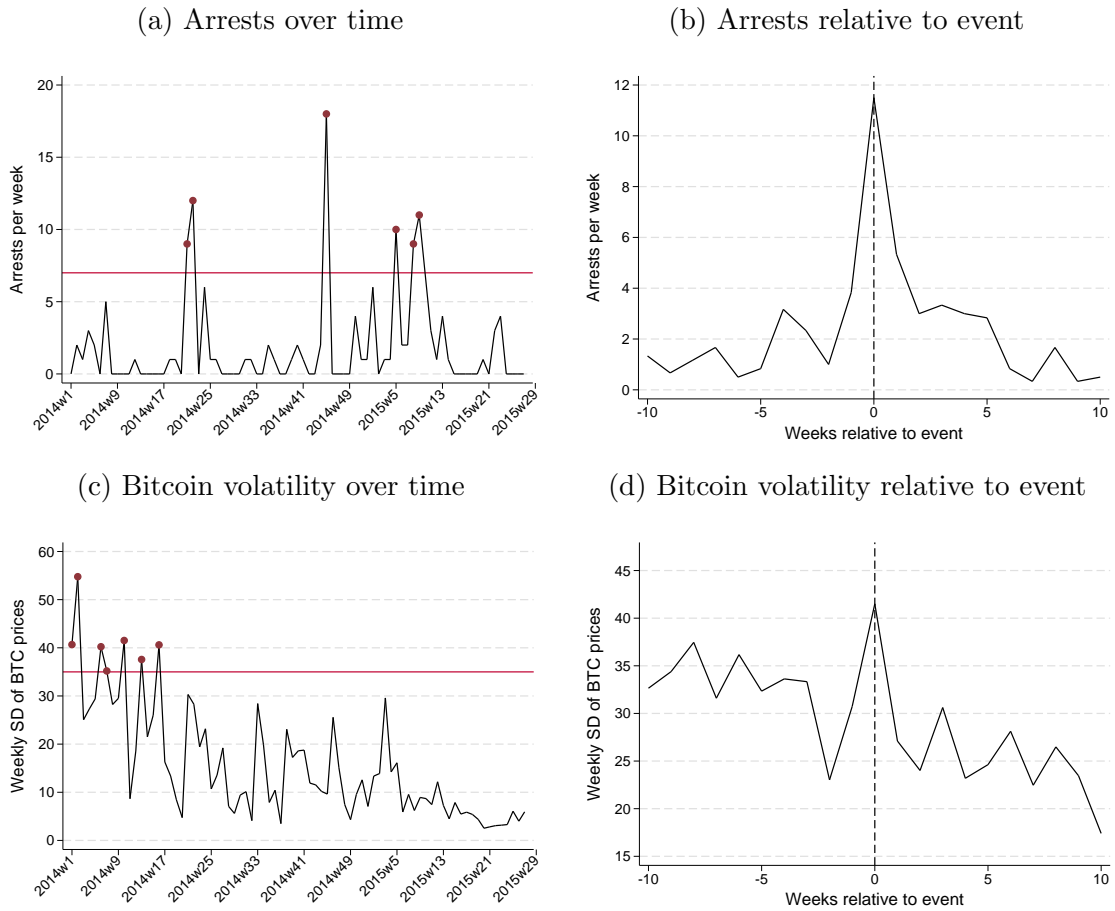 (a) Arrests over time
(b) Arrests relative to event
20
15
10
5
0
Arrests per week
2014w1
2014w9
2014w17
2014w25
2014w33
2014w41
2014w49
2015w5
2015w13
2015w21
2015w29
12
10
8
6
4
2
0
Arrests per week
-10
-5
0
5
10
Weeks relative to event
(c) Bitcoin volatility over time
(d) Bitcoin volatility relative to event
60
50
40
30
20
10
0
Weekly SD of BTC prices
2014w1
2014w9
2014w17
2014w25
2014w33
2014w41
2014w49
2015w5
2015w13
2015w21
2015w29
45
40
35
30
25
20
15
Weekly SD of BTC prices
-10
-5
0
5
10
Weeks relative to event